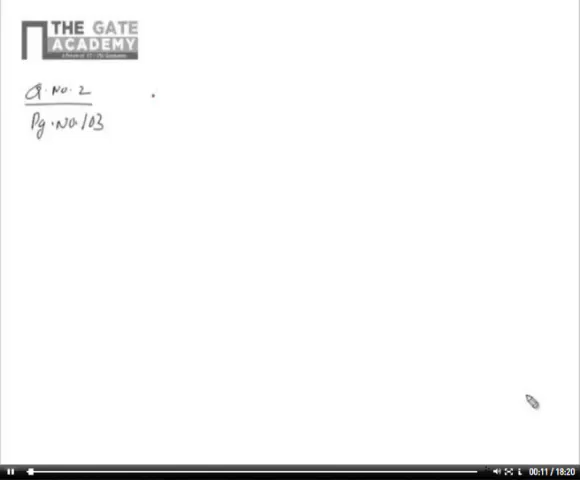 THE GATE
ACADEMY
Q.No.2
Pg.No.103
00:11 / 18:20